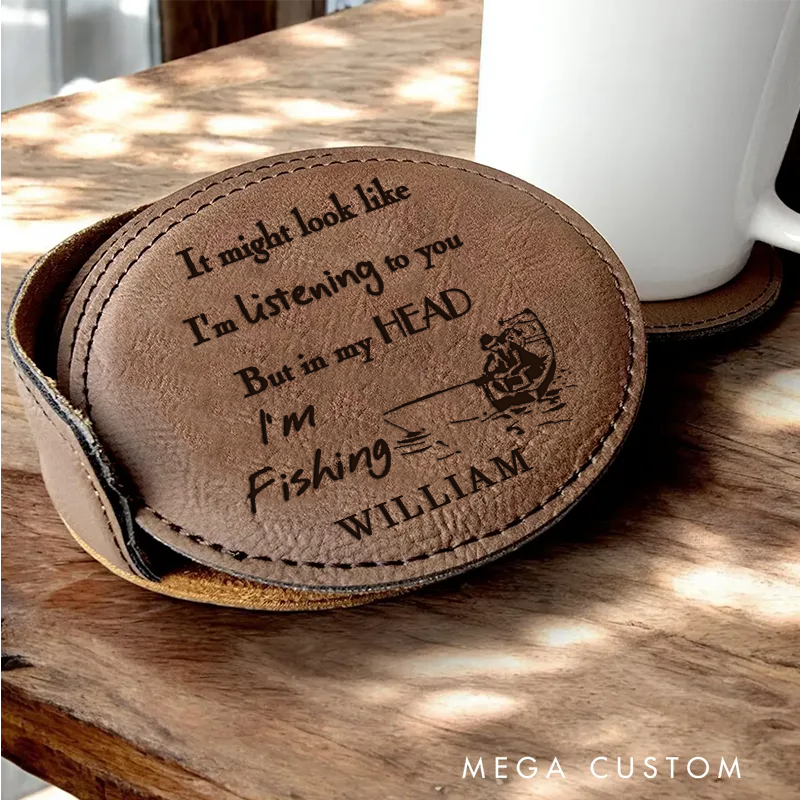 It might look like
I'm listening to you
But in my HEAD
I'm
Fishing
WILLIAM
MEGA CUSTOM